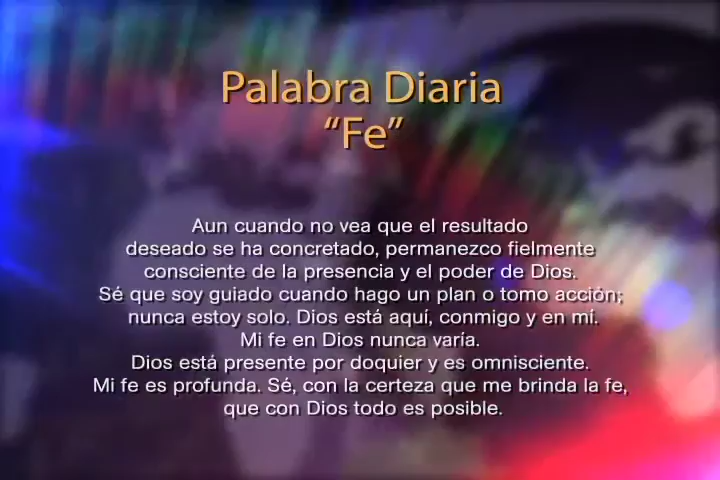 Palabra Diaria
“Fe”
Aun cuando no vea que el resultado
deseado se ha concretado, permanezco fielmente
consciente de la presencia y el poder de Dios.
Sé que soy guiado cuando hago un plan o tomo acción;
nunca estoy solo. Dios está aquí, conmigo y en mí.
Mi fe en Dios nunca varía.
Dios está presente por doquier y es omnisciente.
Mi fe es profunda. Sé, con la certeza que me brinda la fe,
que con Dios todo es posible.